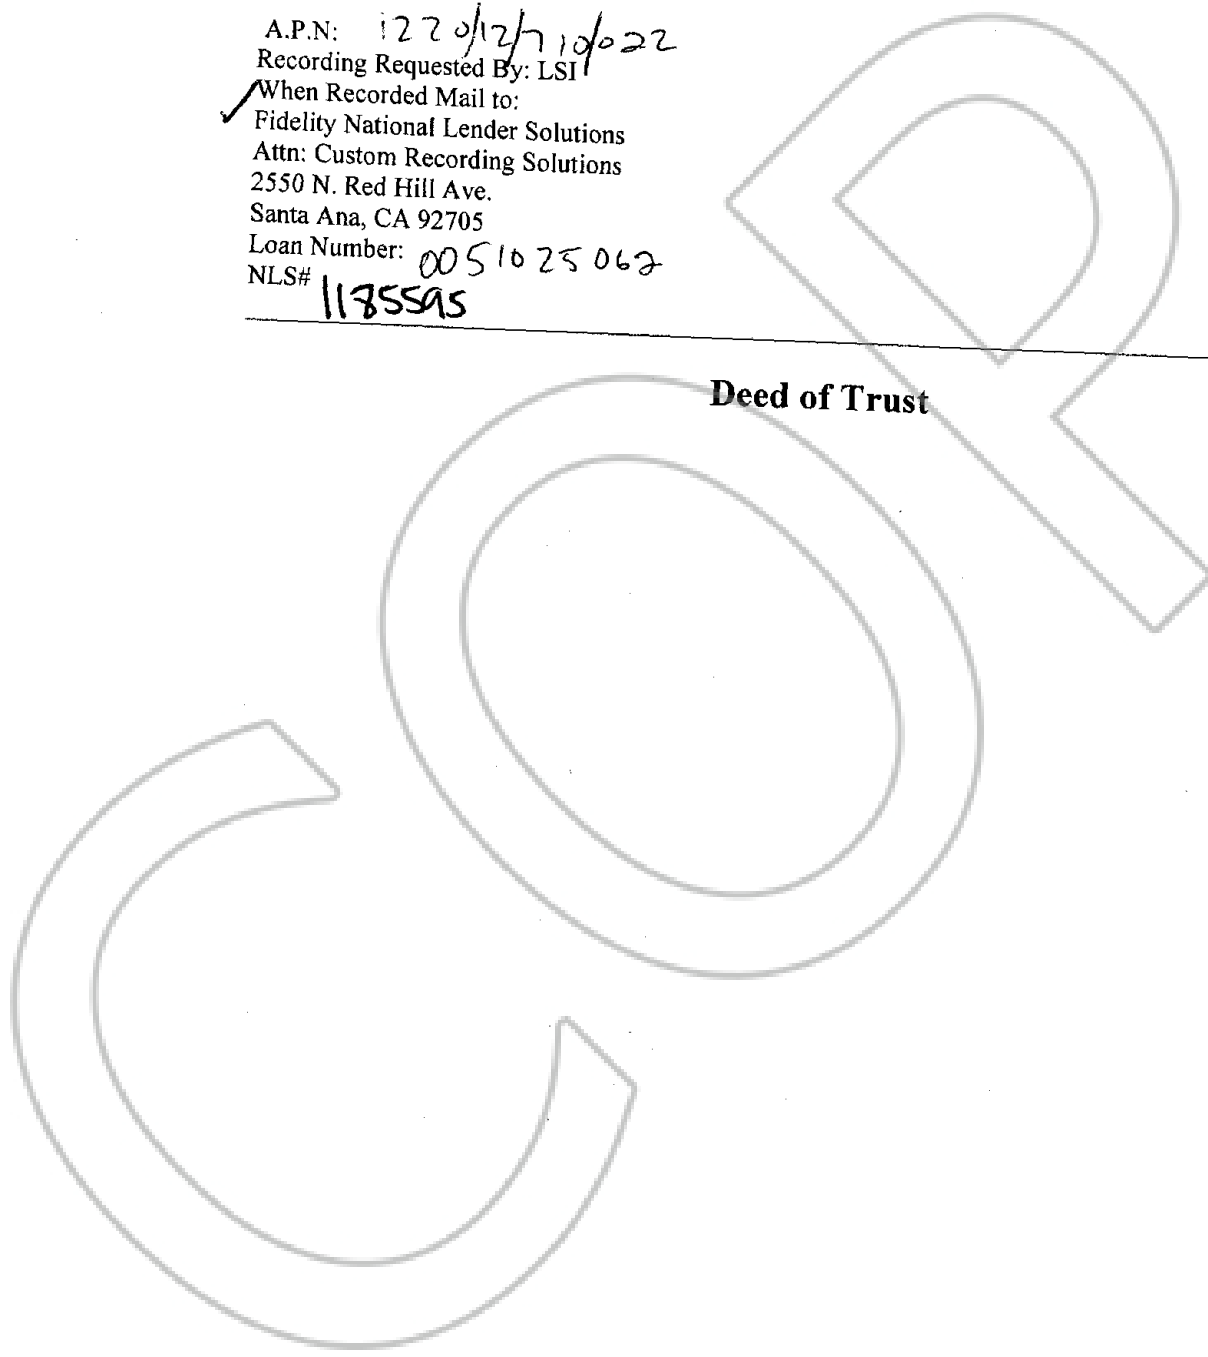 A.P.N: 1220/12/710/022
Recording Requested By: LSI
When Recorded Mail to:
Fidelity National Lender Solutions
Attn: Custom Recording Solutions
2550 N. Red Hill Ave.
Santa Ana, CA 92705
Loan Number: 0051025062
NLS# 1185595
Deed of Trust
COP